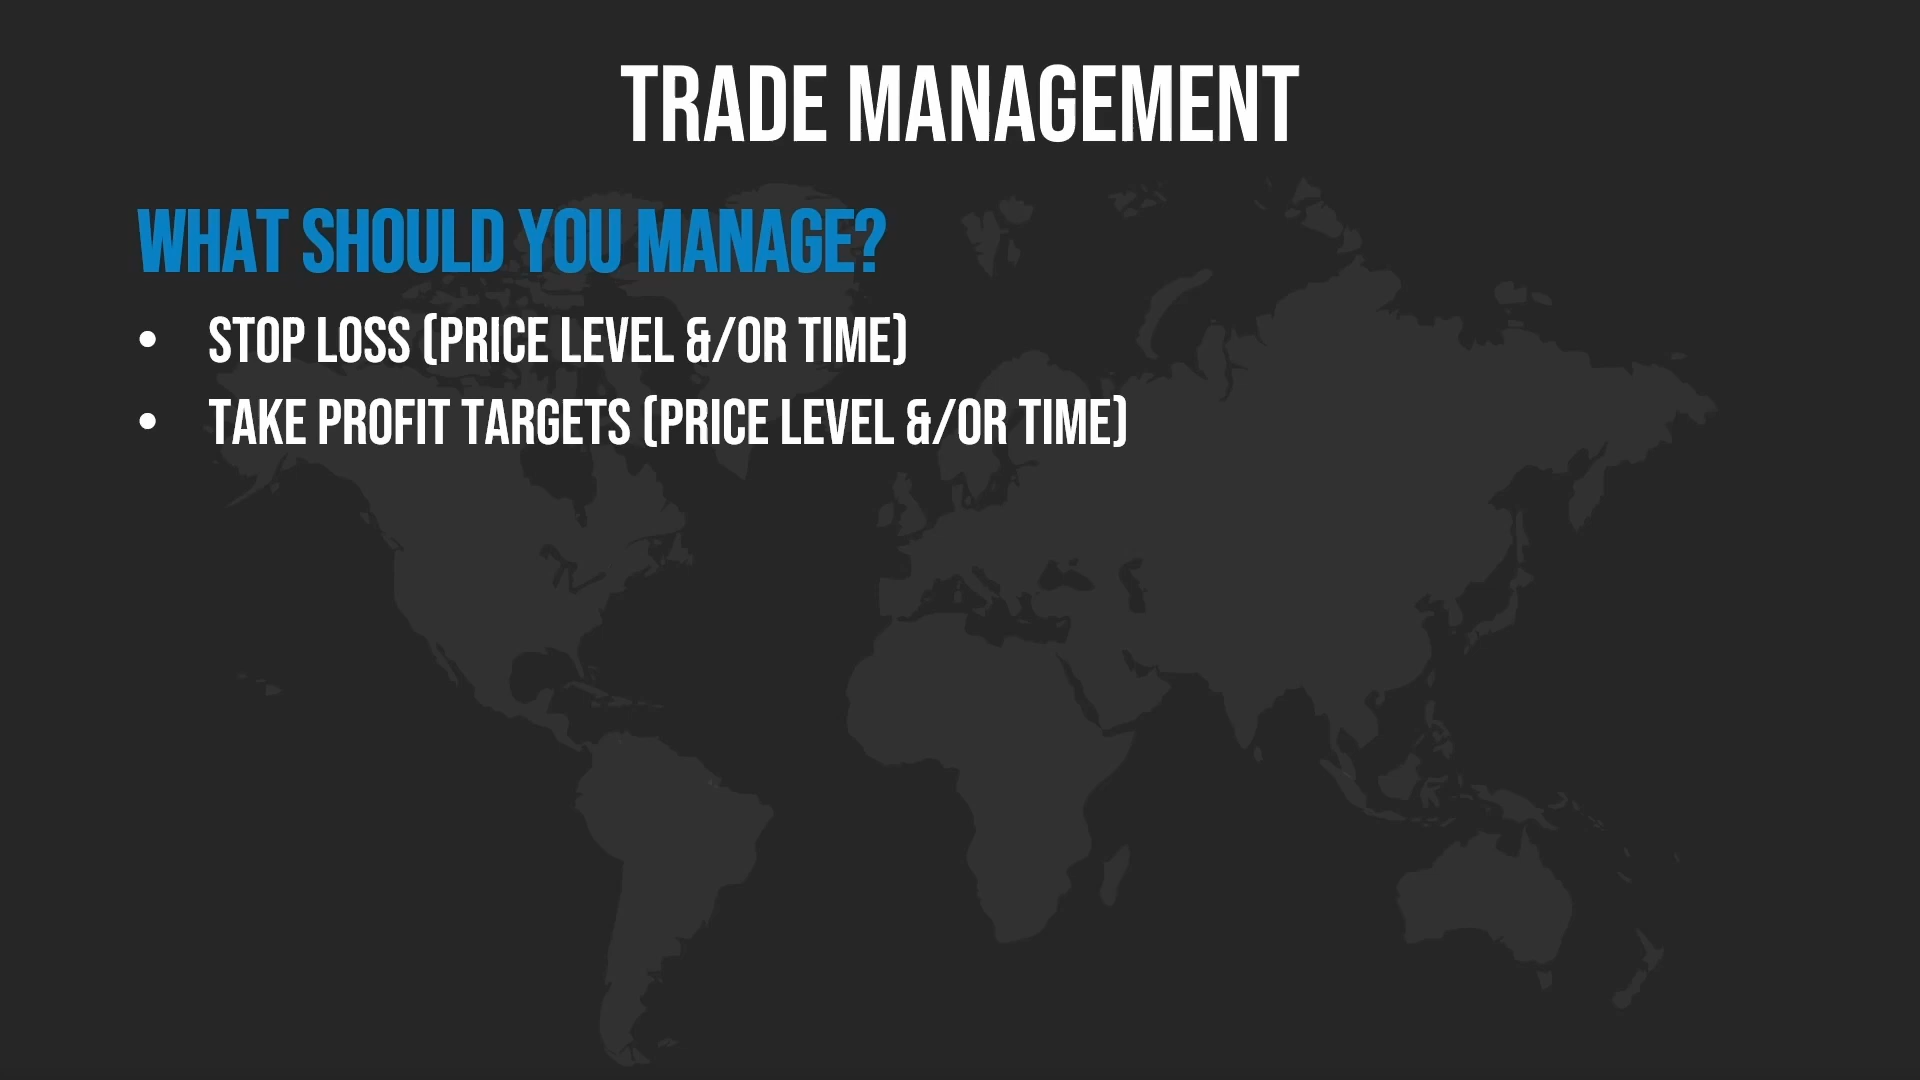 TRADE MANAGEMENT
WHAT SHOULD YOU MANAGE?
• STOP LOSS (PRICE LEVEL &/OR TIME)
• TAKE PROFIT TARGETS (PRICE LEVEL &/OR TIME)